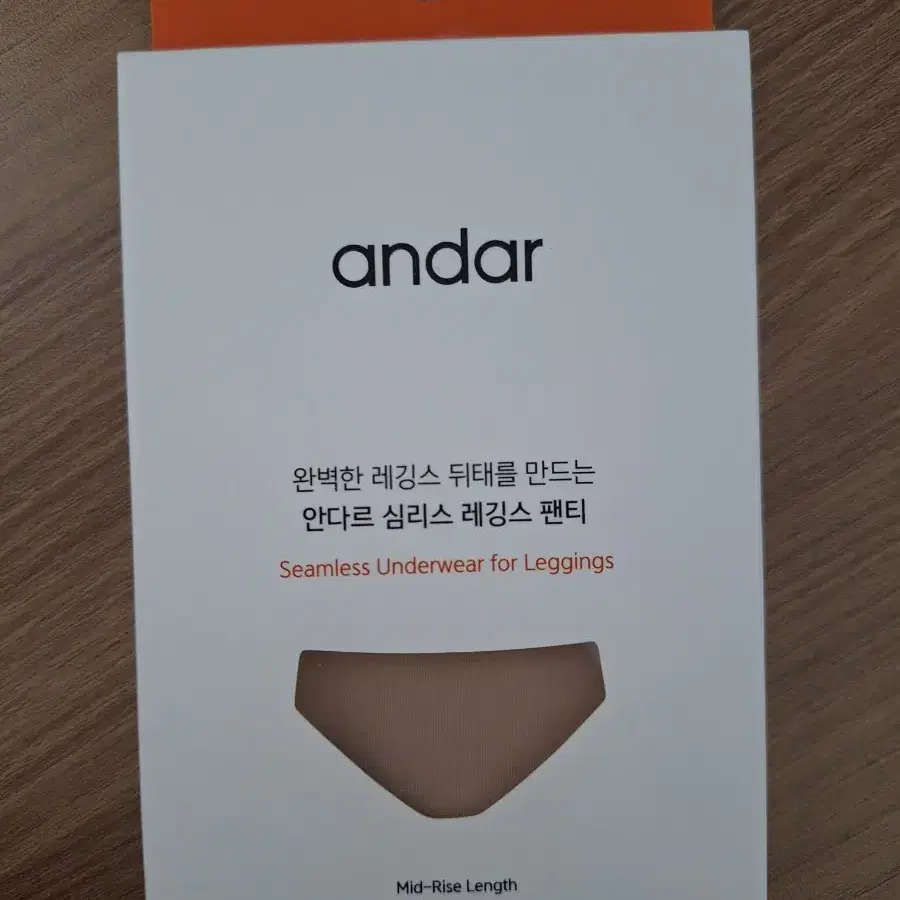 andar
완벽한 레깅스 뒤태를 만드는
안다르 심리스 레깅스 팬티
Seamless Underwear for Leggings
Mid-Rise Length